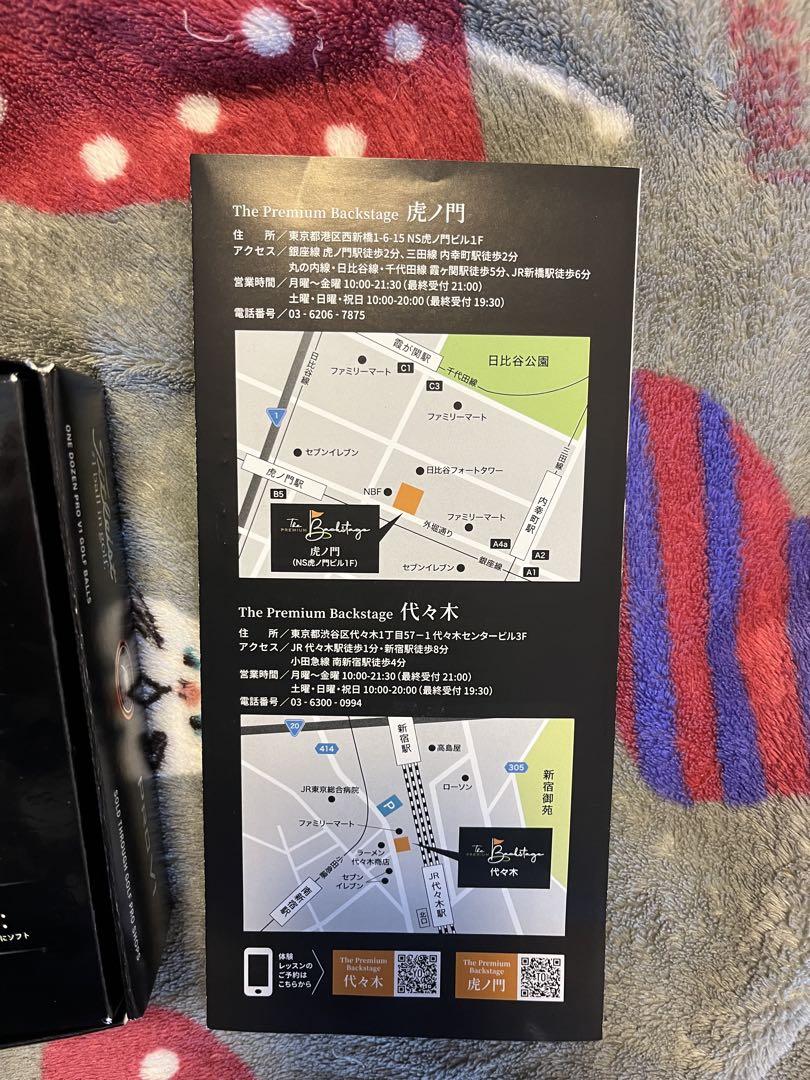 The Premium Backstage 虎ノ門
住　所／東京都港区西新橋1-6-15 NS虎ノ門ビル1F
アクセス／銀座線 虎ノ門駅徒歩2分、三田線 内幸町駅徒歩2分
丸の内線・日比谷線・千代田線 霞ヶ関駅徒歩5分、JR新橋駅徒歩6分
営業時間／月曜〜金曜 10:00-21:30（最終受付 21:00）
土曜・日曜・祝日 10:00-20:00（最終受付 19:30）
電話番号／03 - 6206 - 7875
霞が関駅
日比谷公園
日比谷線
ファミリーマート
C1
千代田線
C3
ファミリーマート
1
三田線
セブンイレブン
日比谷フォートタワー
虎ノ門駅
NBF
B5
内幸町駅
ファミリーマート
外堀通り
The PREMIUM Backstage
虎ノ門
（NS虎ノ門ビル1F）
A4a
A2
銀座線
セブンイレブン
A1
The Premium Backstage 代々木
住　所／東京都渋谷区代々木1丁目57−1 代々木センタービル3F
アクセス／JR 代々木駅徒歩1分・新宿駅徒歩8分
小田急線 南新宿駅徒歩4分
営業時間／月曜〜金曜 10:00-21:30（最終受付 21:00）
土曜・日曜・祝日 10:00-20:00（最終受付 19:30）
電話番号／03 - 6300 - 0994
20
新宿駅
414
高島屋
305
新宿御苑
ローソン
JR東京総合病院
P
ファミリーマート
The PREMIUM Backstage
代々木
ラーメン
代々木商店
小田急線
セブン
イレブン
JR代々木駅
南新宿駅
北口
体験
レッスンの
ご予約は
こちらから
The Premium
Backstage
代々木
YO
The Premium
Backstage
虎ノ門
TO
ONE DOZEN PRO V1 GOLF BALLS
SOLD THROUGH GOLF PRO SHOPS
にソフト